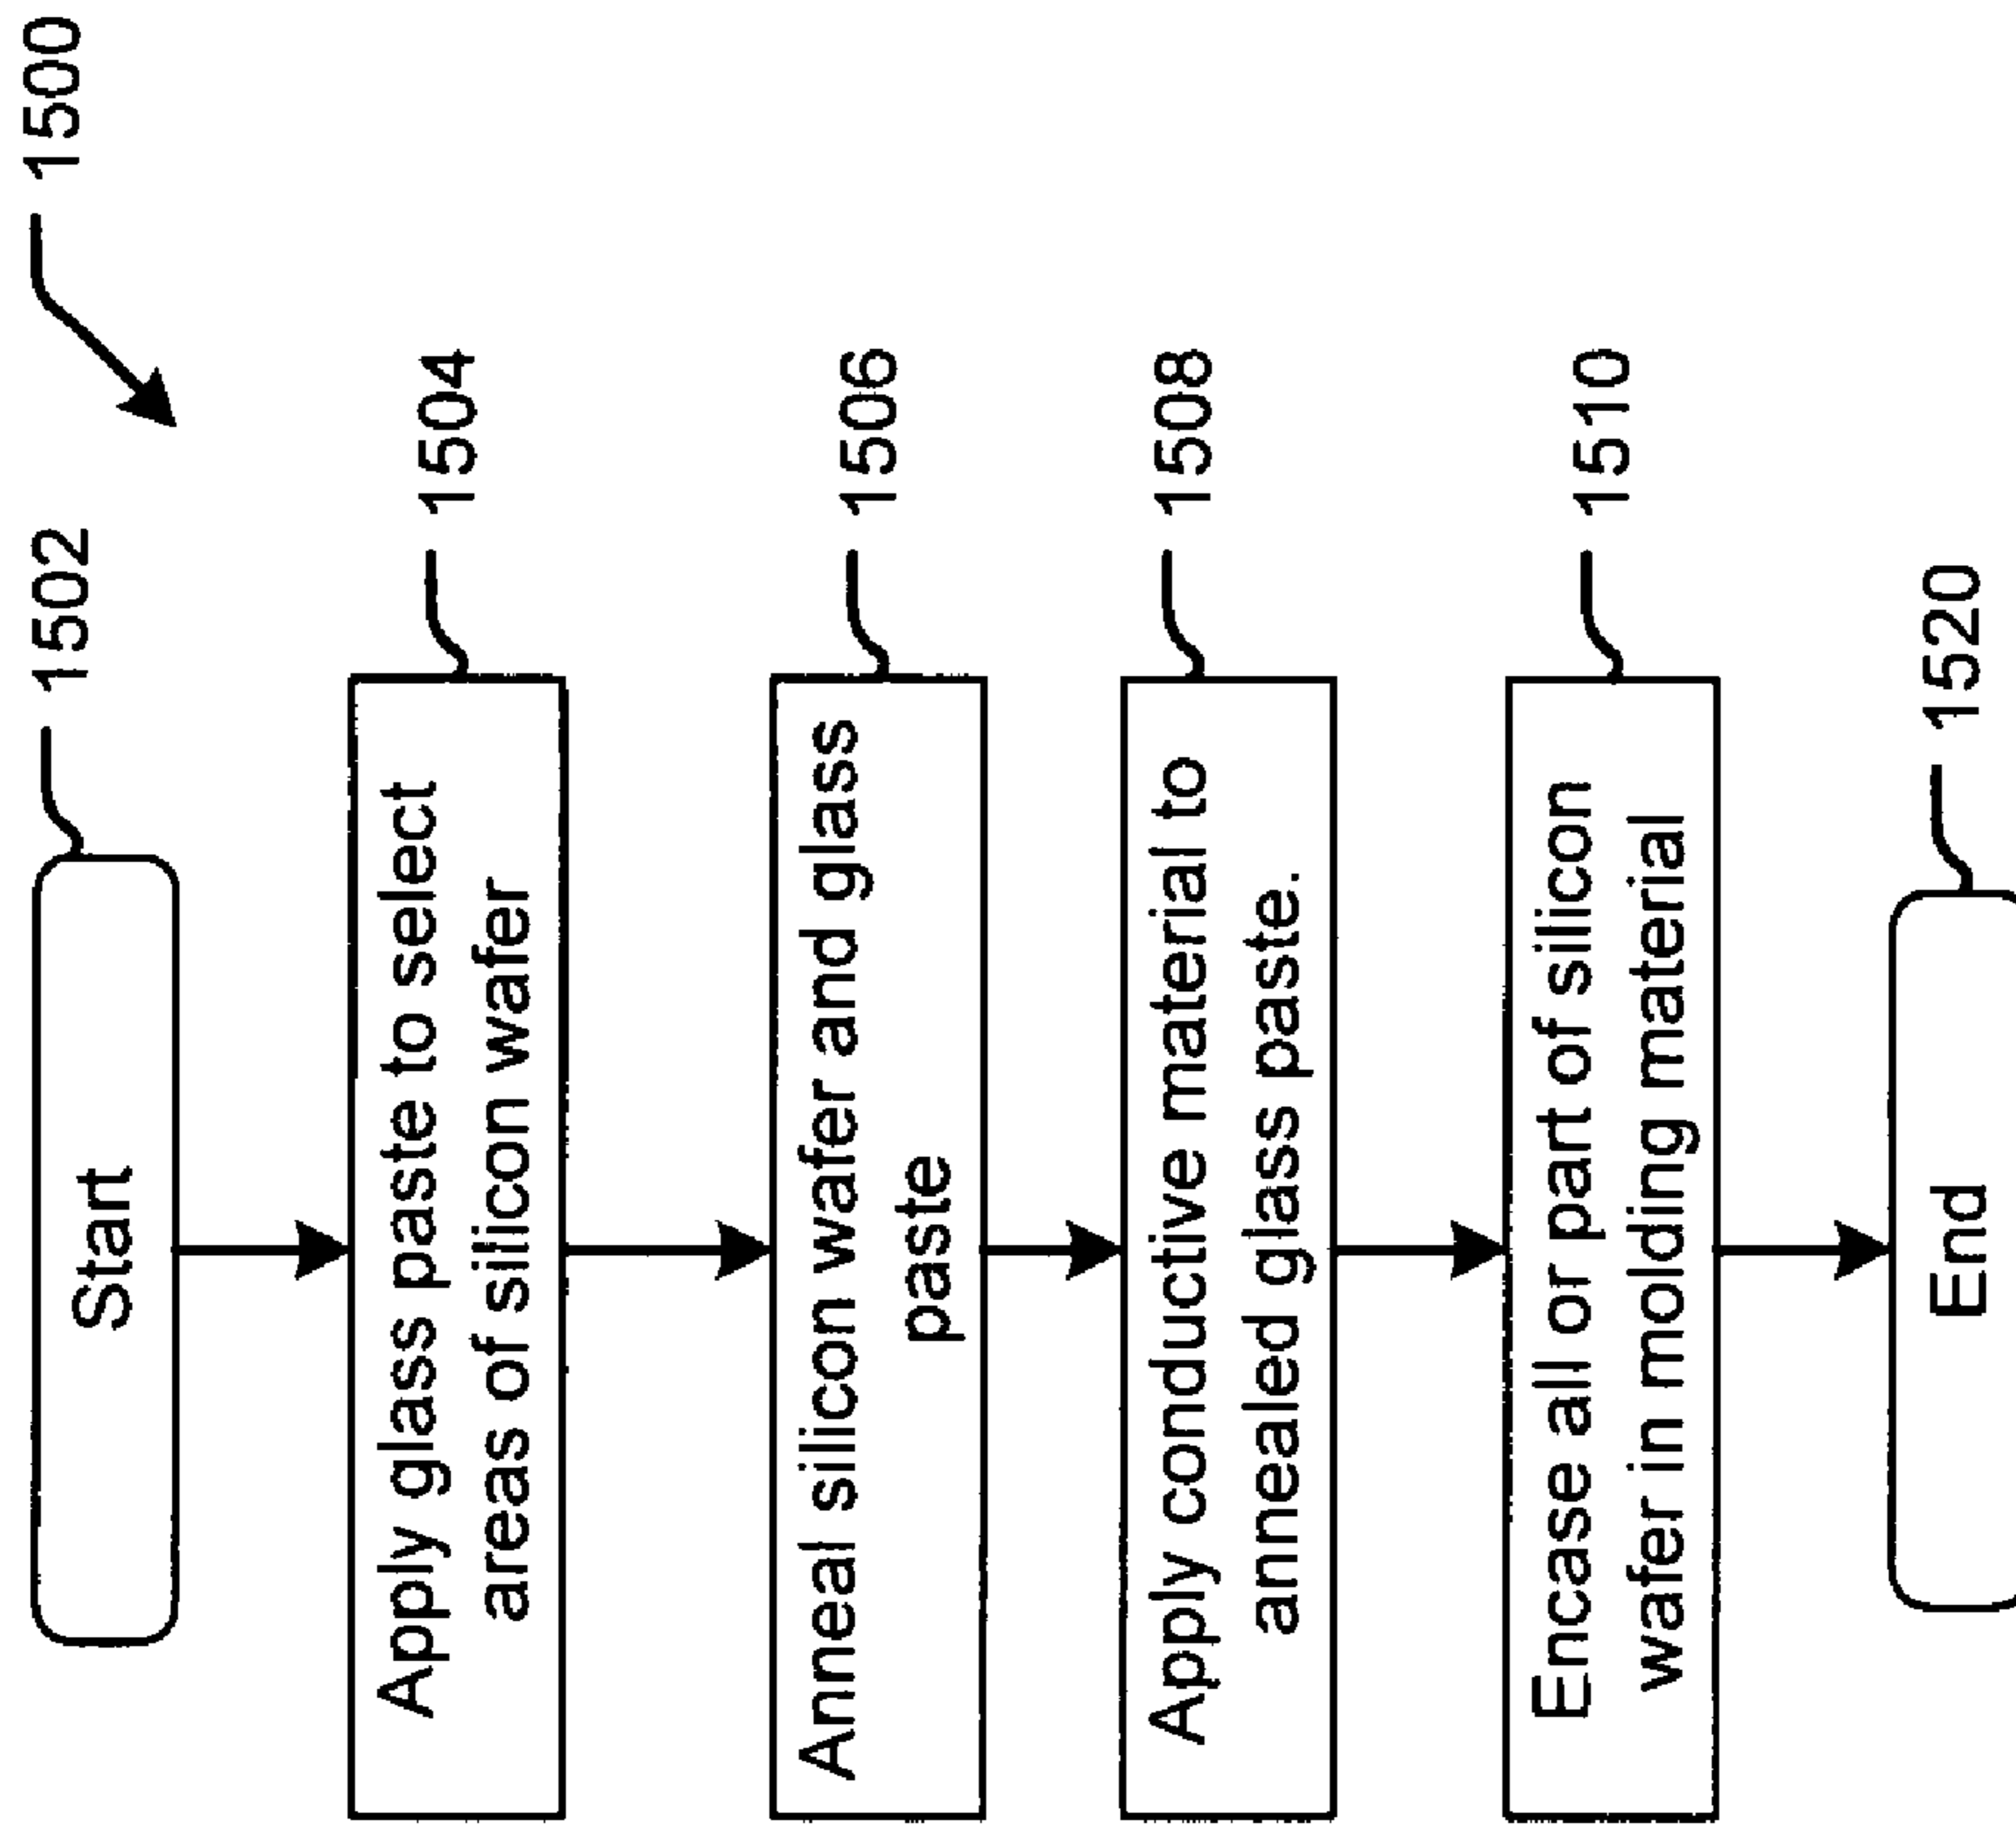 1500
1502
Start
1504
Apply glass paste to select
areas of silicon wafer
1506
Anneal silicon wafer and glass
paste
1508
Apply conductive material to
annealed glass paste.
1510
Encase all or part of silicon
wafer in molding material
1520
End